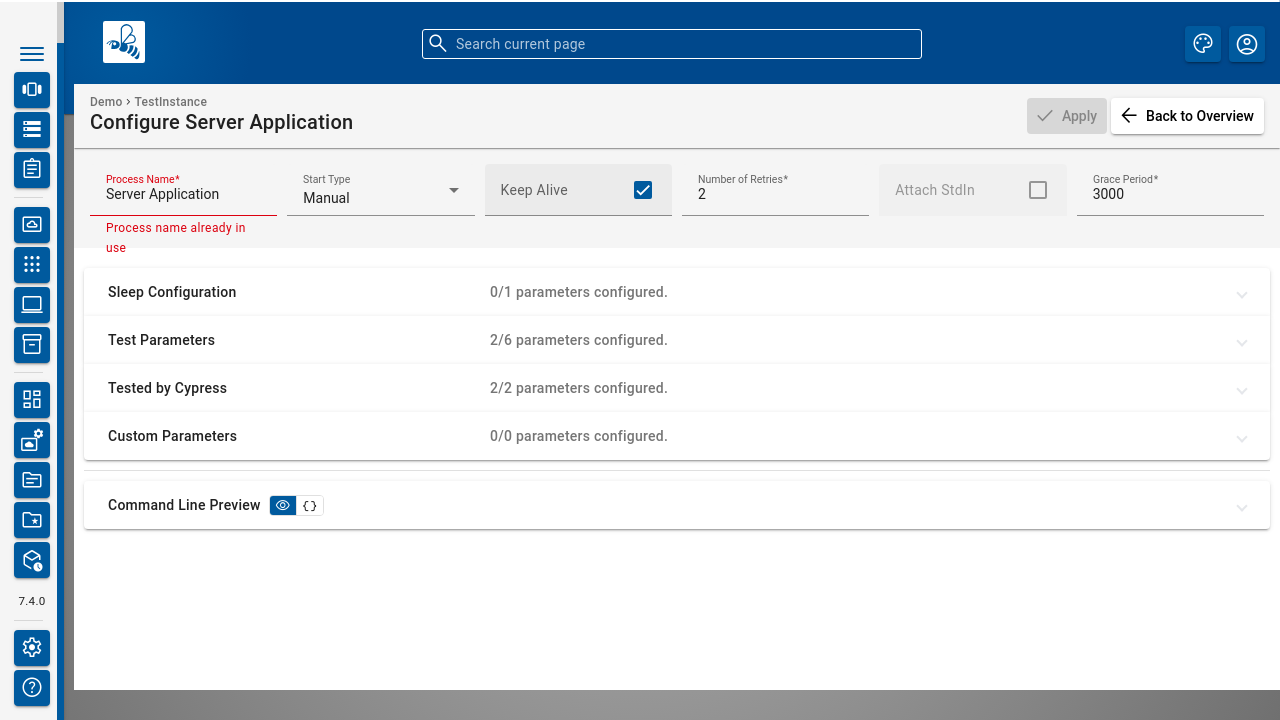 Search current page
Demo › TestInstance
Configure Server Application
Apply
Back to Overview
Process Name*
Server Application
Process name already in
use
Start Type
Manual
Keep Alive
Number of Retries*
2
Attach StdIn
Grace Period*
3000
Sleep Configuration 0/1 parameters configured.
Test Parameters 2/6 parameters configured.
Tested by Cypress 2/2 parameters configured.
Custom Parameters 0/0 parameters configured.
Command Line Preview {}
7.4.0